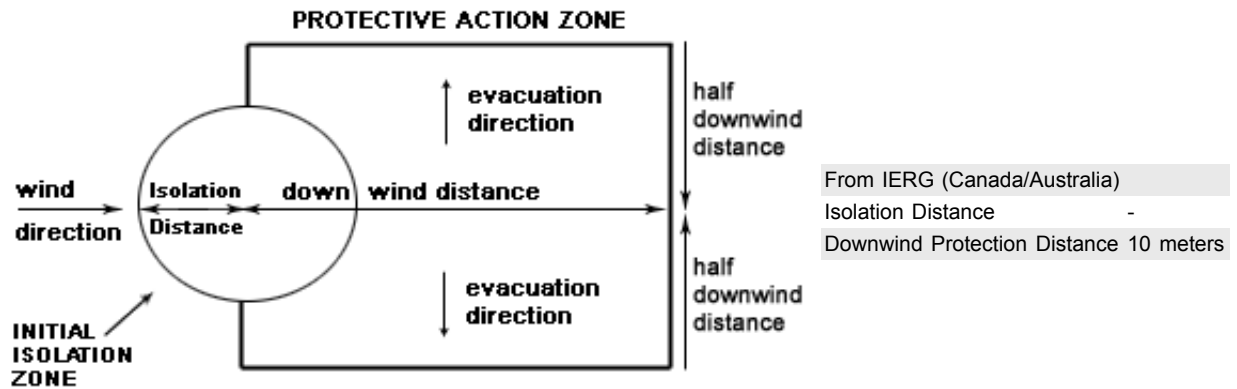 PROTECTIVE ACTION ZONE
evacuation
direction
half
downwind
distance
wind
direction
Isolation
Distance
down wind distance
evacuation
direction
half
downwind
distance
INITIAL
ISOLATION
ZONE
From IERG (Canada/Australia)
Isolation Distance -
Downwind Protection Distance 10 meters